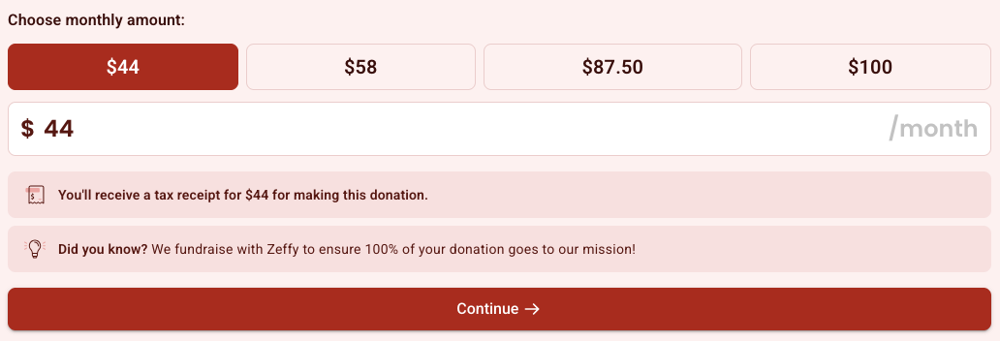 Choose monthly amount:
$44 $58 $87.50 $100
$ 44 /month
You'll receive a tax receipt for $44 for making this donation.
Did you know? We fundraise with Zeffy to ensure 100% of your donation goes to our mission!
Continue →